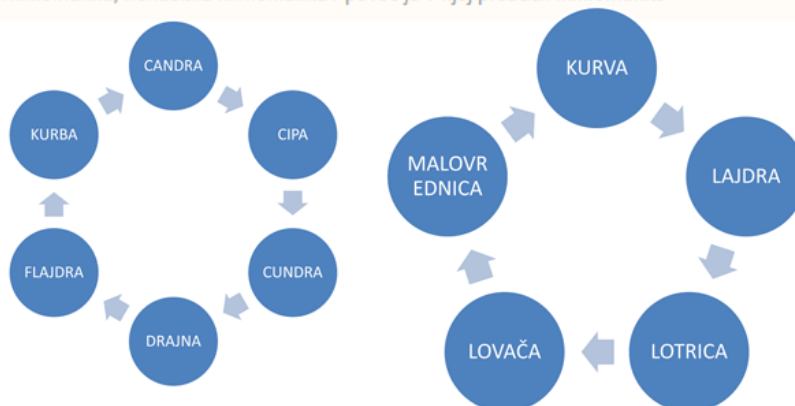 CANDRA
CIPA
CUNDRA
DRAJNA
FLAJDRA
KURBA
KURVA
LAJDRA
LOTRICA
LOVAČA
MALOVR
EDNICA